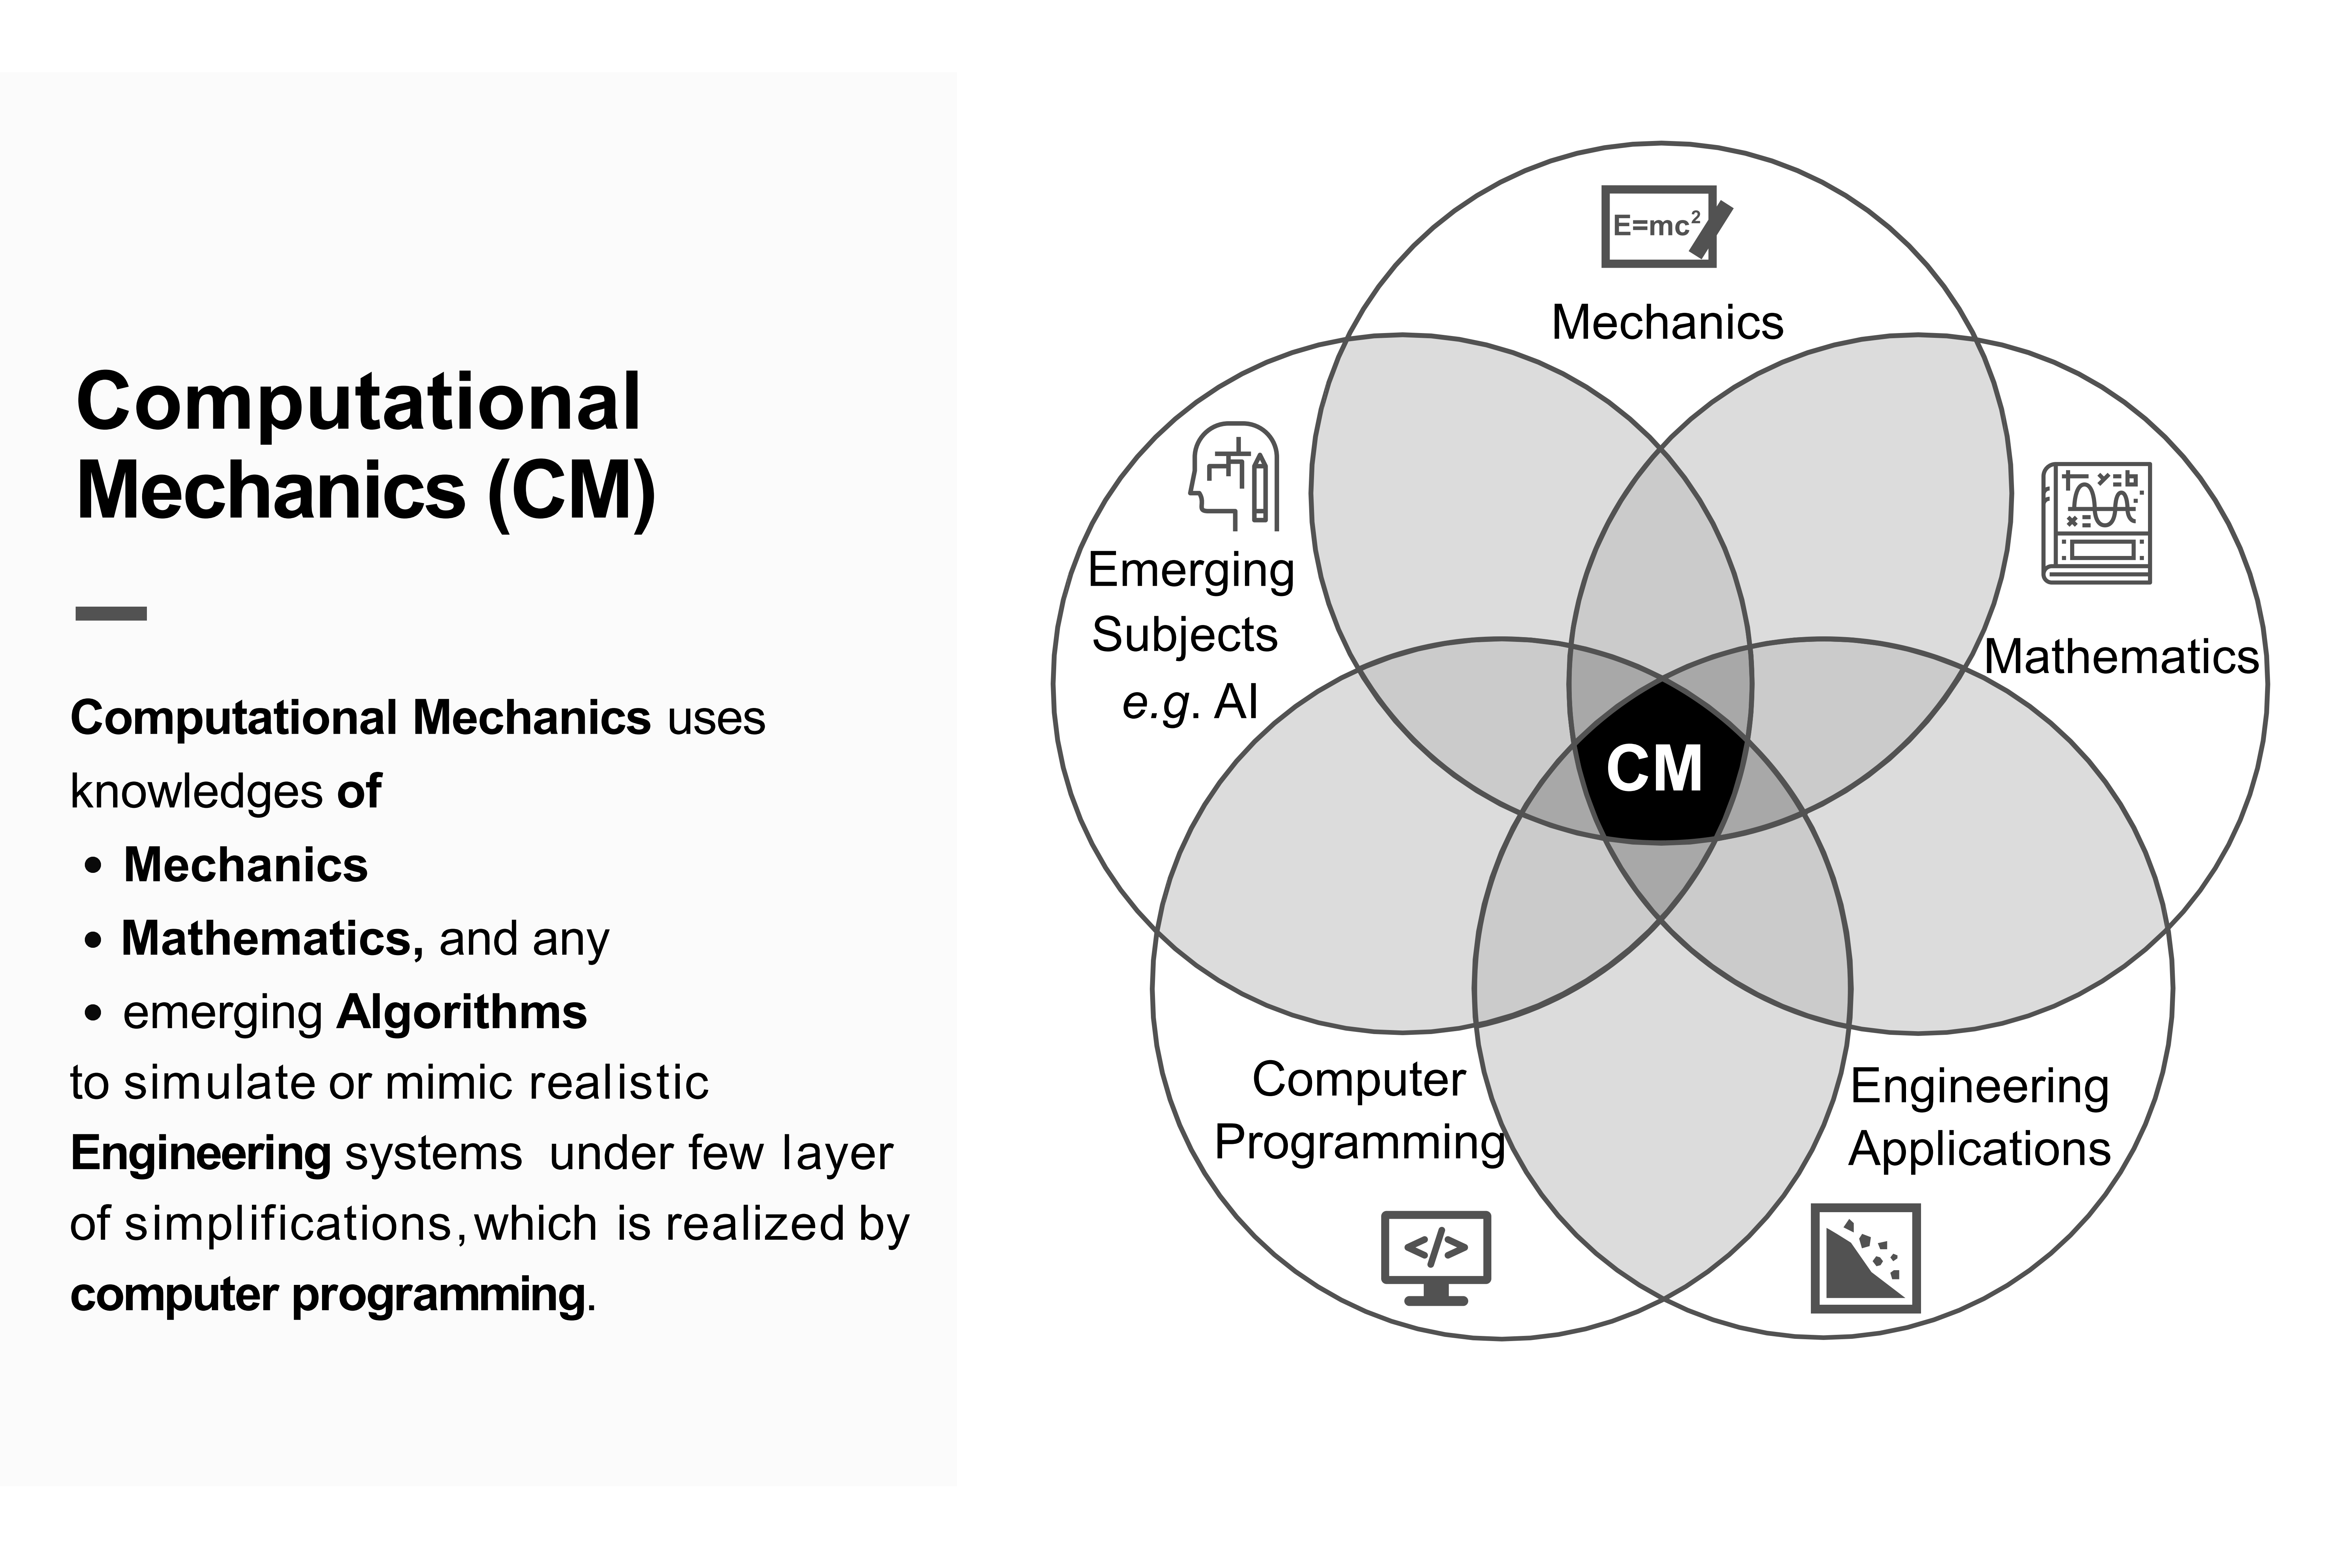 Computational
Mechanics (CM)
Computational Mechanics uses
knowledges of
• Mechanics
• Mathematics, and any
• emerging Algorithms
to simulate or mimic realistic
Engineering systems under few layer
of simplifications, which is realized by
computer programming.
E=mc²
Mechanics
Emerging
Subjects
e.g. AI
Mathematics
CM
Computer
Programming
</>
Engineering
Applications